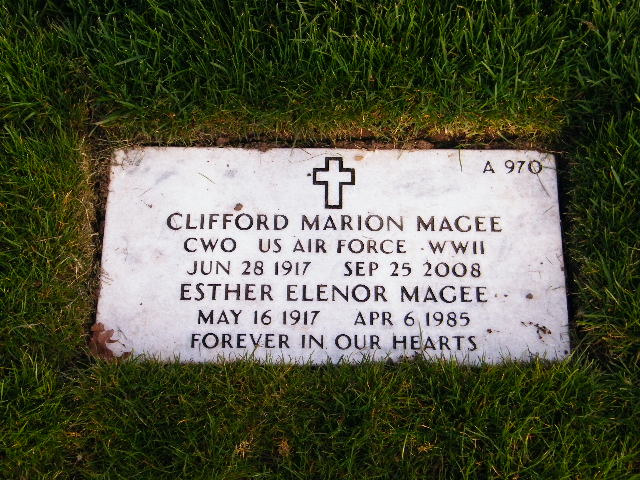 A 970
CLIFFORD MARION MAGEE
CWO US AIR FORCE WWII
JUN 28 1917 SEP 25 2008
ESTHER ELENOR MAGEE
MAY 16 1917 APR 6 1985
FOREVER IN OUR HEARTS